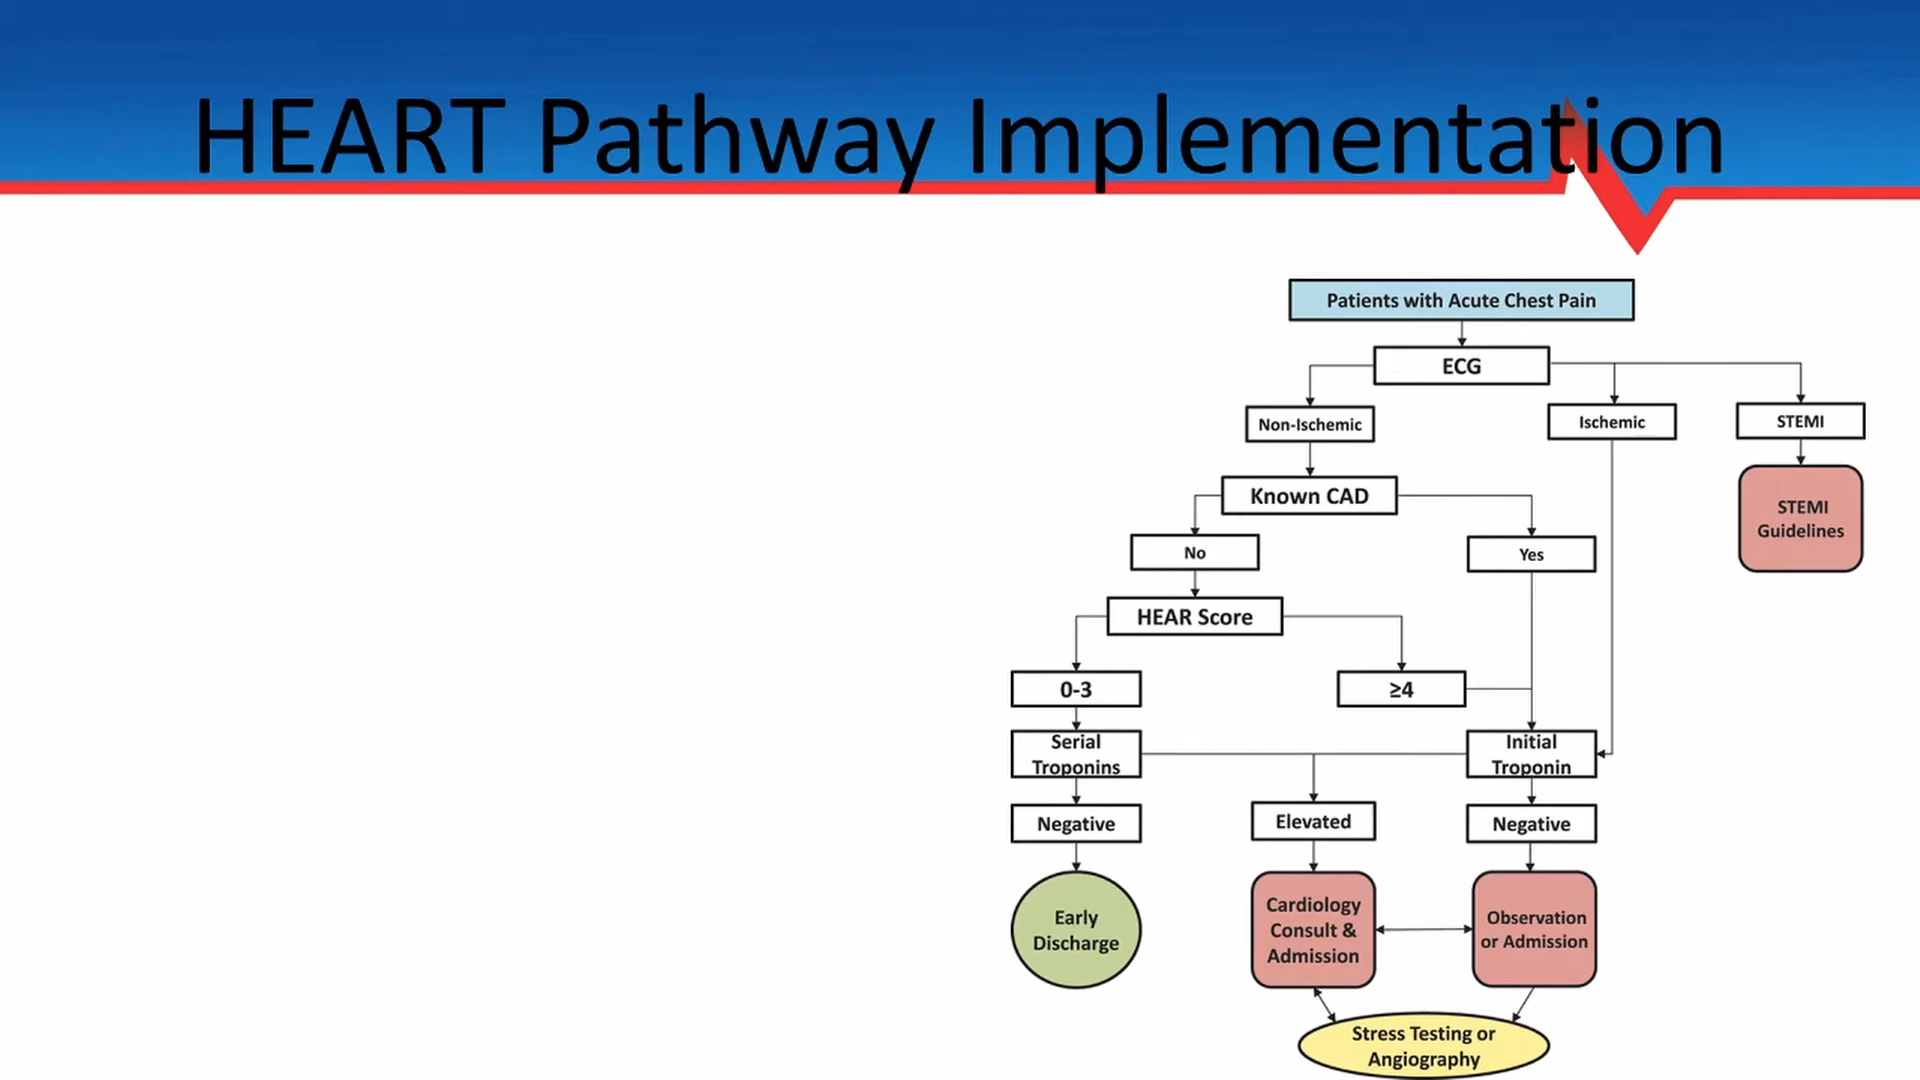 HEART Pathway Implementation
Patients with Acute Chest Pain
ECG
Non-Ischemic
Ischemic
STEMI
STEMI
Guidelines
Known CAD
No
Yes
HEAR Score
0-3
≥4
Serial
Troponins
Initial
Troponin
Negative
Elevated
Negative
Early
Discharge
Cardiology
Consult &
Admission
Observation
or Admission
Stress Testing or
Angiography